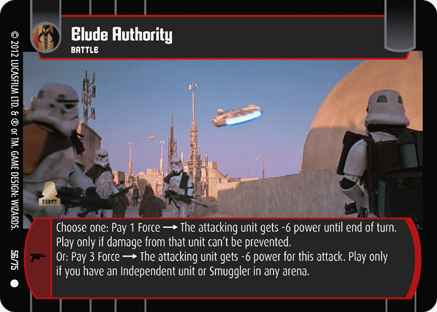 Elude Authority
BATTLE
Choose one: Pay 1 Force → The attacking unit gets -6 power until end of turn.
Play only if damage from that unit can't be prevented.
Or: Pay 3 Force → The attacking unit gets -6 power for this attack. Play only
if you have an Independent unit or Smuggler in any arena.
© 2012 LUCASFILM LTD. & ® or TM. GAME DESIGN: WIZARDS.
56/75